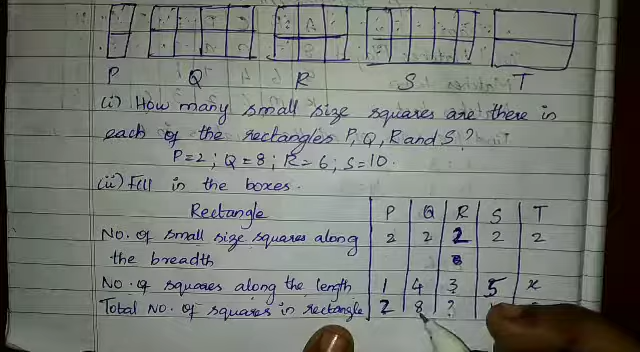 P Q R S T
(i) How many small size squares are there in
each of the rectangles P, Q, R and S?
P=2; Q=8; R=6; S=10.
(ii) Fill in the boxes.
Rectangle P Q R S T
No. of small size squares along 2 2 2 2 2
the breadth
No. of squares along the length 1 4 3 5 x
Total No. of squares in rectangle 2 8 ?